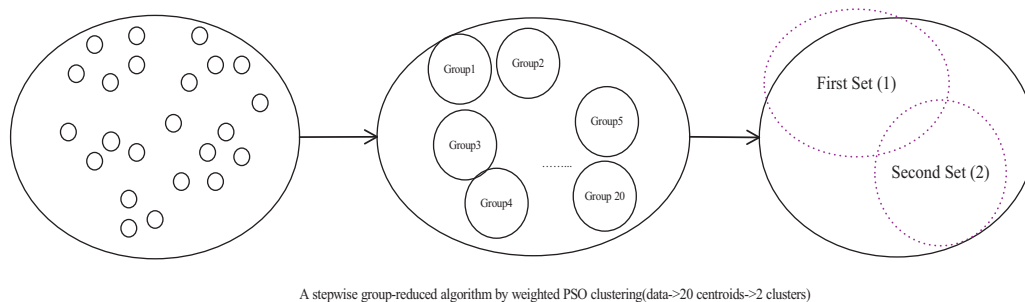 Group1
Group2
Group3
Group4
Group5
.........
Group 20
First Set (1)
Second Set (2)
A stepwise group-reduced algorithm by weighted PSO clustering(data->20 centroids->2 clusters)